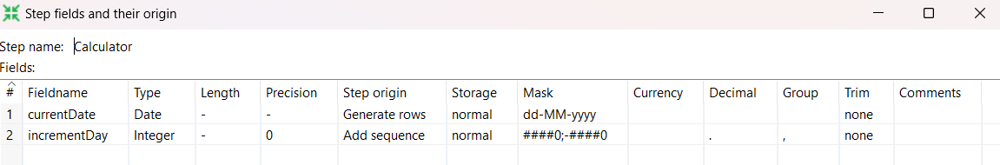 Step fields and their origin
Step name: Calculator
Fields:
# Fieldname Type Length Precision Step origin Storage Mask Currency Decimal Group Trim Comments
1 currentDate Date - - Generate rows normal dd-MM-yyyy none
2 incrementDay Integer - 0 Add sequence normal ####0;-####0 . , none